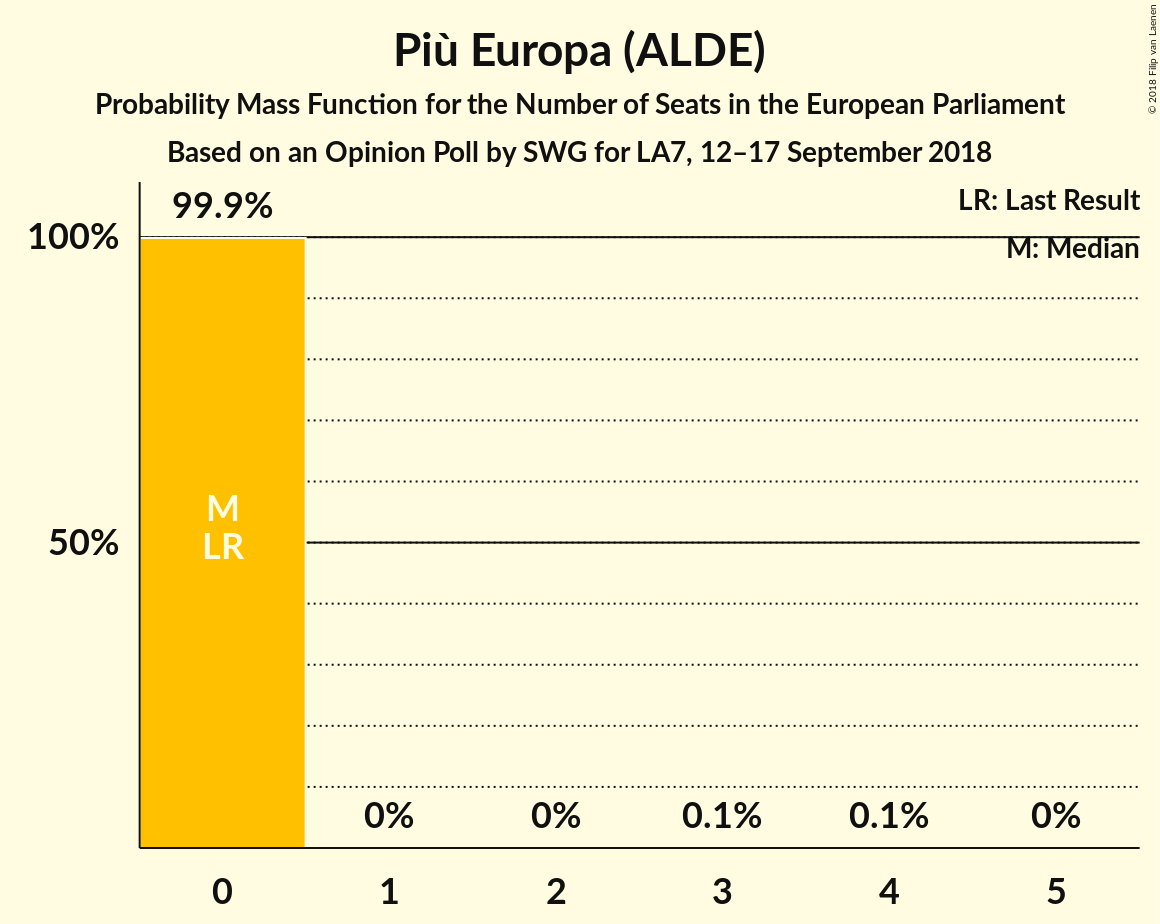 Più Europa (ALDE)
Probability Mass Function for the Number of Seats in the European Parliament
Based on an Opinion Poll by SWG for LA7, 12–17 September 2018
© 2018 Filip van Laenen
LR: Last Result
M: Median
99.9%
100%
50%
M
LR
0%
0%
0.1%
0.1%
0%
0
1
2
3
4
5